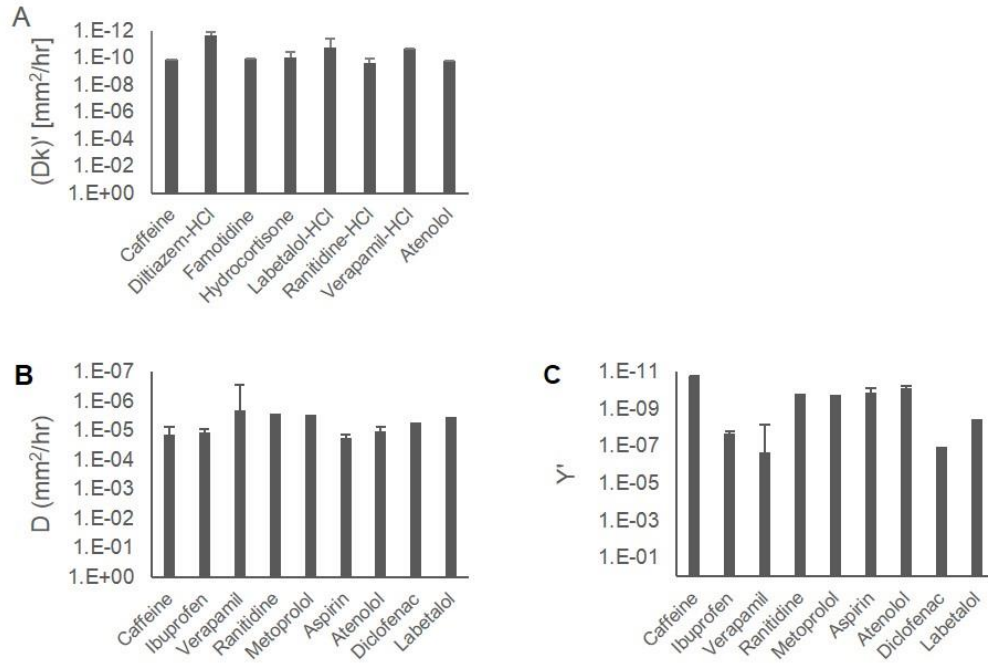 A
(Dk)' [mm²/hr]
1.E-12
1.E-10
1.E-08
1.E-06
1.E-04
1.E-02
1.E+00
Caffeine
Diltiazem-HCl
Famotidine
Hydrocortisone
Labetalol-HCl
Ranitidine-HCl
Verapamil-HCl
Atenolol
B
D (mm²/hr)
1.E-07
1.E-06
1.E-05
1.E-04
1.E-03
1.E-02
1.E-01
1.E+00
Caffeine
Ibuprofen
Verapamil
Ranitidine
Metoprolol
Aspirin
Atenolol
Diclofenac
Labetalol
C
Y'
1.E-11
1.E-09
1.E-07
1.E-05
1.E-03
1.E-01
Caffeine
Ibuprofen
Verapamil
Ranitidine
Metoprolol
Aspirin
Atenolol
Diclofenac
Labetalol